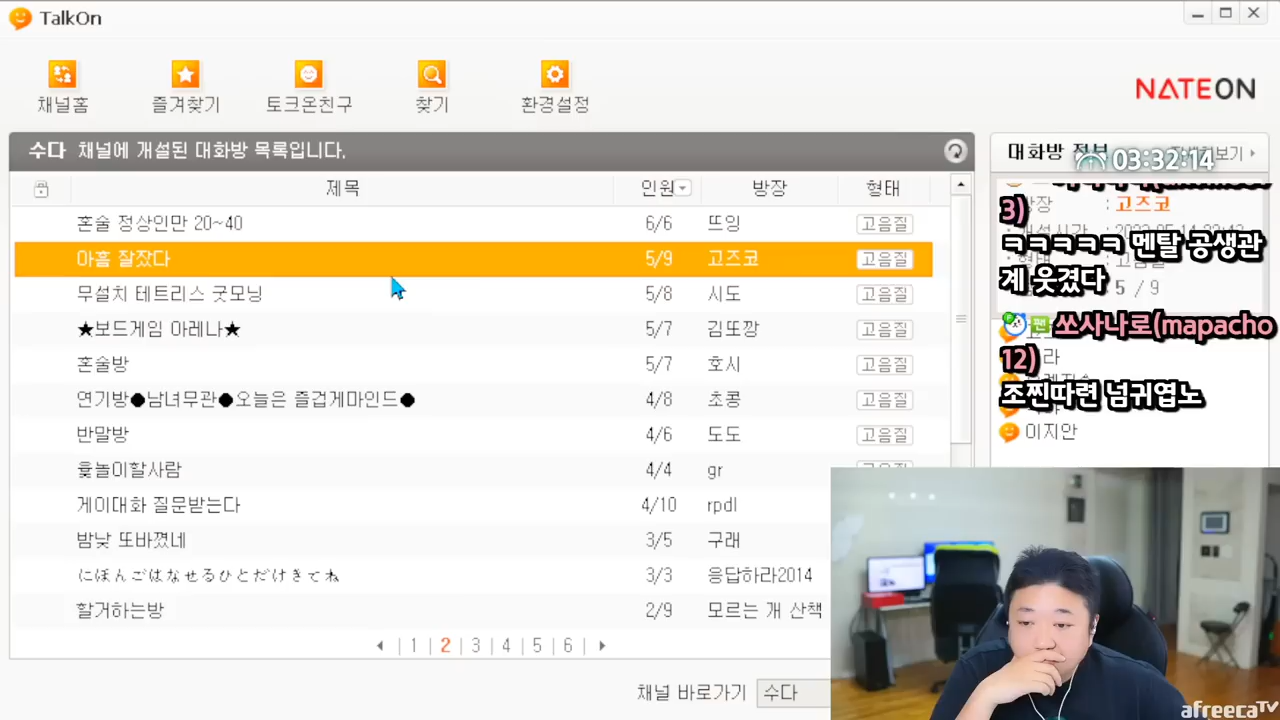 TalkOn
채널홈
즐겨찾기
토크온친구
찾기
환경설정
NATEON
수다 채널에 개설된 대화방 목록입니다.
제목 인원 방장 형태
혼술 정상인만 20~40 6/6 뜨잉 고음질
아흠 잘잤다 5/9 고즈코 고음질
무설치 테트리스 굿모닝 5/8 시도 고음질
★보드게임 아레나★ 5/7 김또깡 고음질
혼술방 5/7 호시 고음질
연기방●남녀무관●오늘은 즐겁게마인드● 4/8 초콩 고음질
반말방 4/6 도도 고음질
윷놀이할사람 4/4 gr 고음질
게이대화 질문받는다 4/10 rpdl
밤낮 또바꼈네 3/5 구래
にほんごはなせるひとだけきてね 3/3 응답하라2014
할거하는방 2/9 모르는 개 산책
1 2 3 4 5 6
채널 바로가기 수다
대화방 정보
03:32:14
3)
방장 : 고즈코
ㅋㅋㅋㅋㅋ 멘탈 공생관
계 웃겼다
5 / 9
팬 쏘사나로(mapacho
12)
조찐따련 넘귀엽노
이지안
afreecaTV